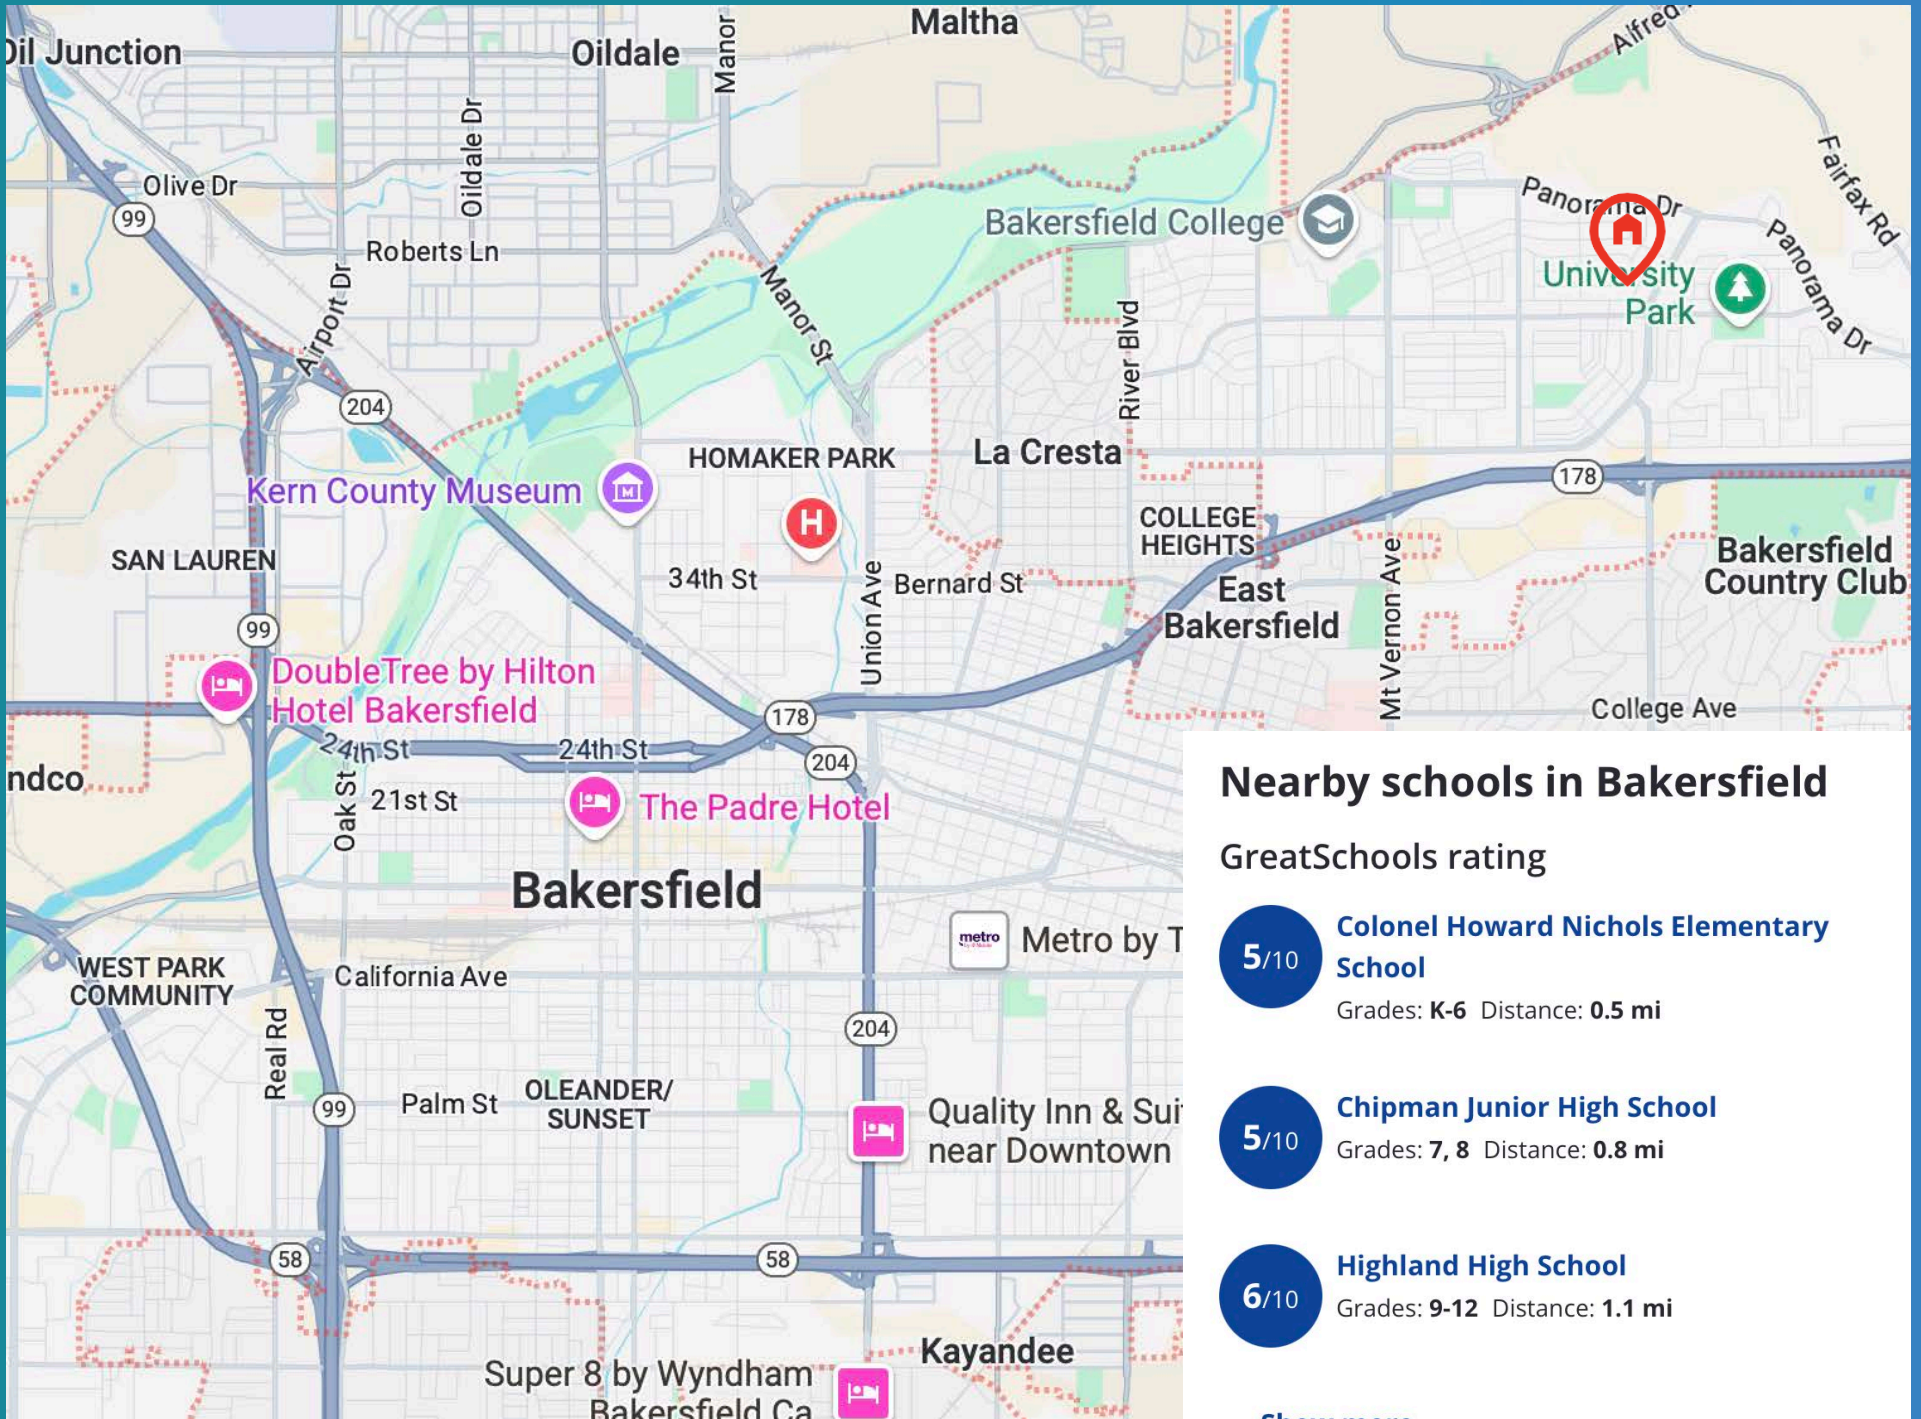 Oil Junction
Oildale
Manor
Maltha
Alfred
Olive Dr
99
Oildale Dr
Roberts Ln
Airport Dr
Manor St
Bakersfield College
Panorama Dr
Fairfax Rd
University
Park
Panorama Dr
204
River Blvd
HOMAKER PARK
La Cresta
Kern County Museum
M
H
178
SAN LAUREN
COLLEGE
HEIGHTS
34th St
Union Ave
Bernard St
East
Bakersfield
Mt Vernon Ave
Bakersfield
Country Club
99
DoubleTree by Hilton
Hotel Bakersfield
College Ave
178
24th St
24th St
204
ndco
Oak St
21st St
The Padre Hotel
Bakersfield
metro
Metro by T
WEST PARK
COMMUNITY
California Ave
Real Rd
204
99
Palm St
OLEANDER/
SUNSET
Quality Inn & Sui
near Downtown
58
58
Kayandee
Super 8 by Wyndham
Bakersfield Ca
Nearby schools in Bakersfield
GreatSchools rating
5/10
Colonel Howard Nichols Elementary
School
Grades: K-6 Distance: 0.5 mi
5/10
Chipman Junior High School
Grades: 7, 8 Distance: 0.8 mi
6/10
Highland High School
Grades: 9-12 Distance: 1.1 mi
Show more